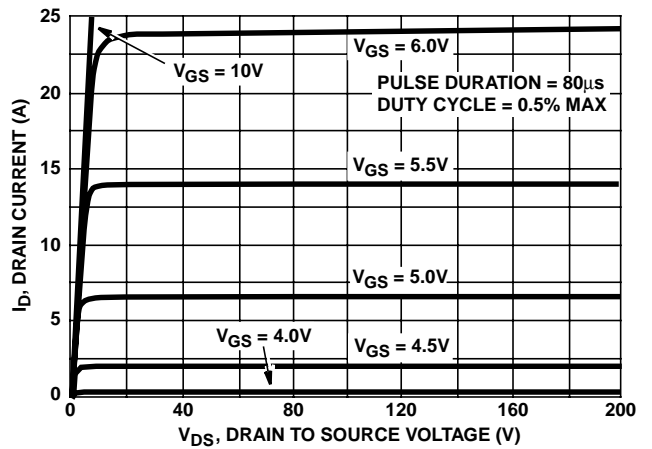 25
20
15
10
5
0
I_D, DRAIN CURRENT (A)
V_GS = 10V
V_GS = 6.0V
PULSE DURATION = 80μs
DUTY CYCLE = 0.5% MAX
V_GS = 5.5V
V_GS = 5.0V
V_GS = 4.0V
V_GS = 4.5V
0
40
80
120
160
200
V_DS, DRAIN TO SOURCE VOLTAGE (V)